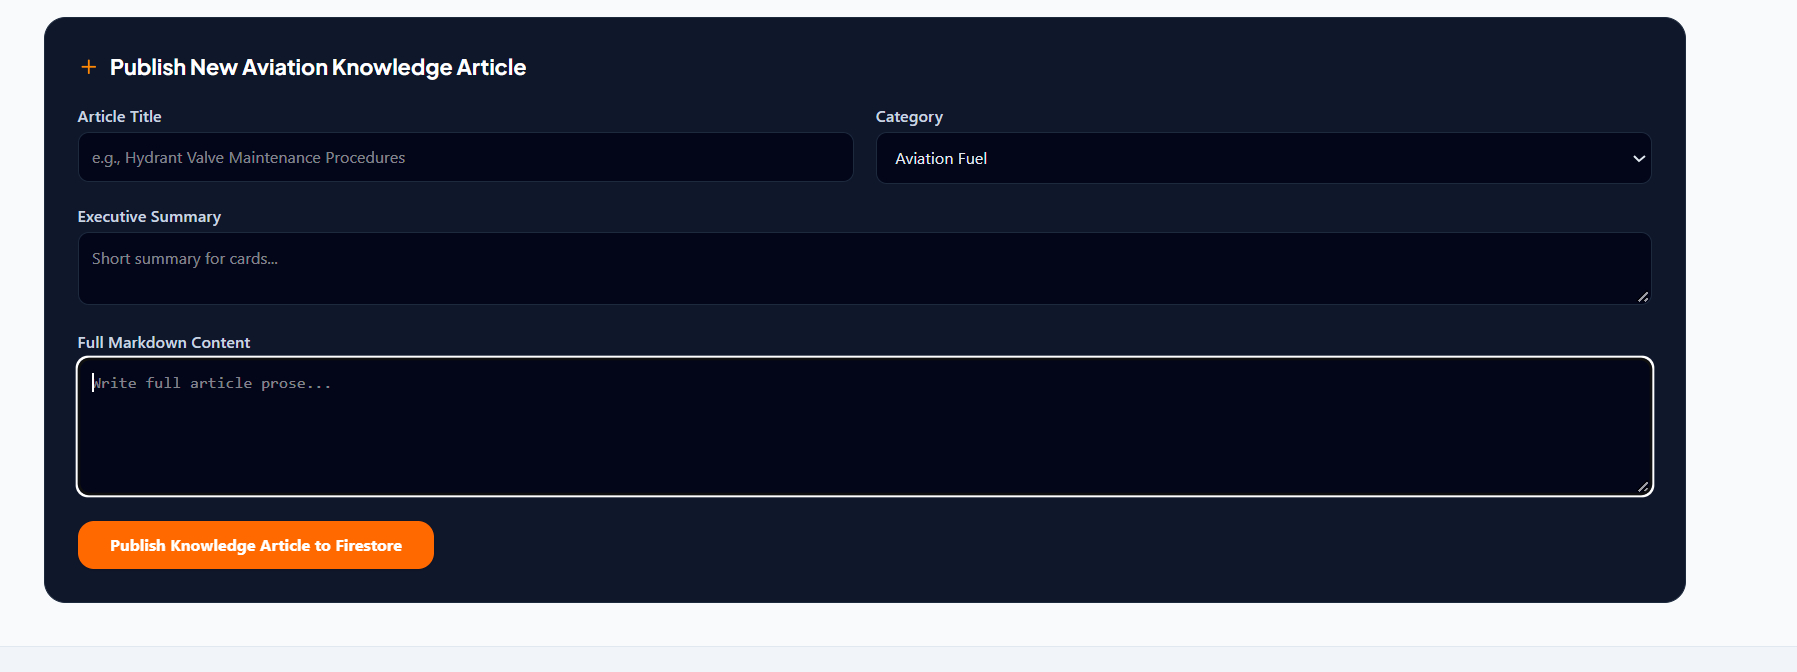 + Publish New Aviation Knowledge Article
Article Title
Category
e.g., Hydrant Valve Maintenance Procedures
Aviation Fuel
Executive Summary
Short summary for cards...
Full Markdown Content
Write full article prose...
Publish Knowledge Article to Firestore